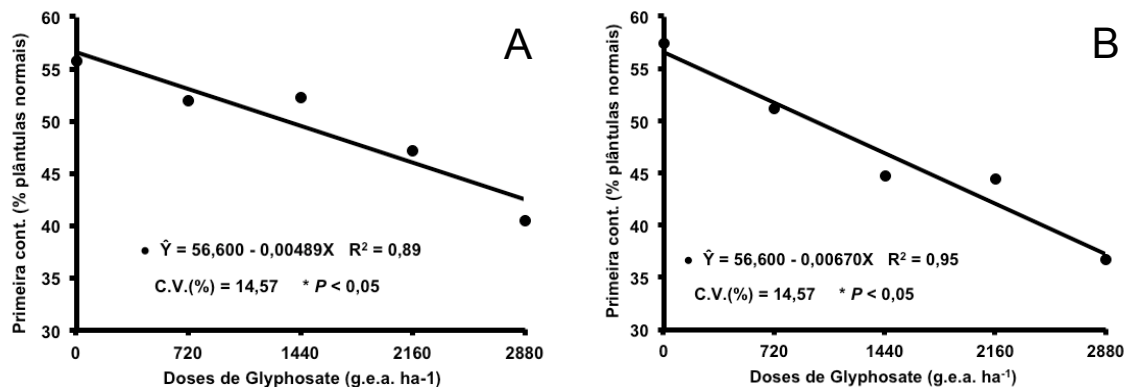 A
Primeira cont. (% plântulas normais)
60
55
50
45
40
35
30
● Ŷ = 56,600 - 0,00489X R² = 0,89
C.V.(%) = 14,57 * P < 0,05
0 720 1440 2160 2880
Doses de Glyphosate (g.e.a. ha-1)
B
Primeira cont. (% plântulas normais)
60
55
50
45
40
35
30
● Ŷ = 56,600 - 0,00670X R² = 0,95
C.V.(%) = 14,57 * P < 0,05
0 720 1440 2160 2880
Doses de Glyphosate (g.e.a. ha⁻¹)